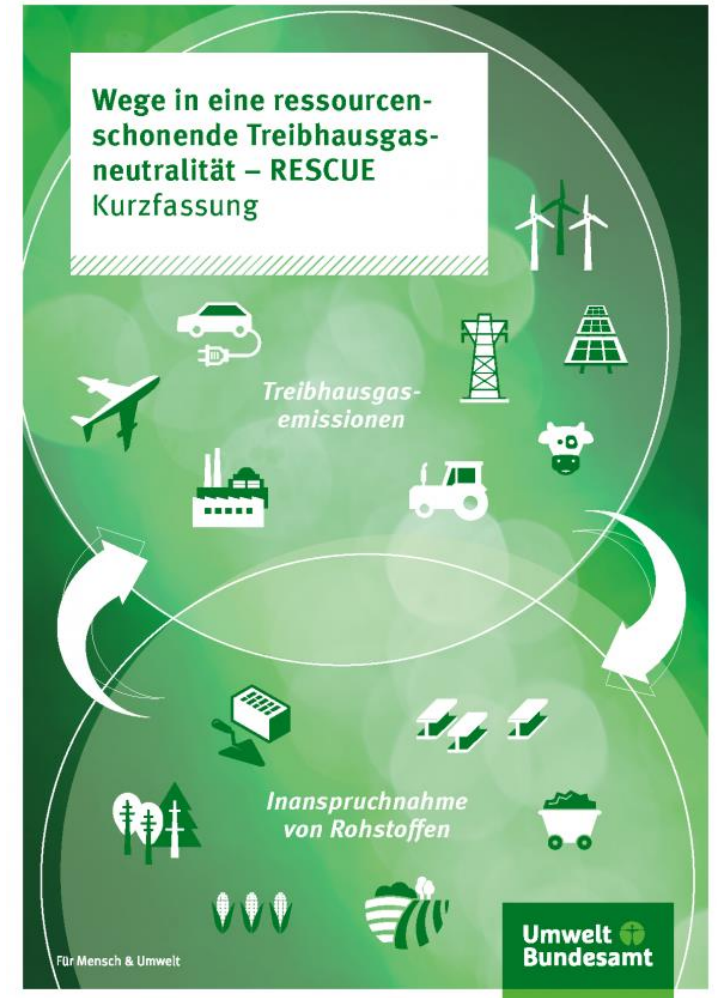 Wege in eine ressourcen-
schonende Treibhausgas-
neutralität – RESCUE
Kurzfassung
Treibhausgas-
emissionen
Inanspruchnahme
von Rohstoffen
Für Mensch & Umwelt
Umwelt
Bundesamt